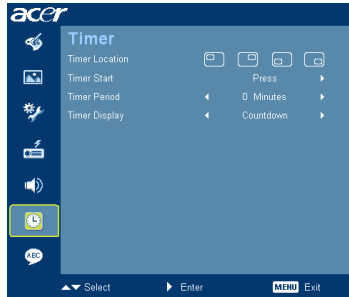 acer
Timer
Timer Location
Timer Start Press
Timer Period 0 Minutes
Timer Display Countdown
ABC
Select Enter MENU Exit